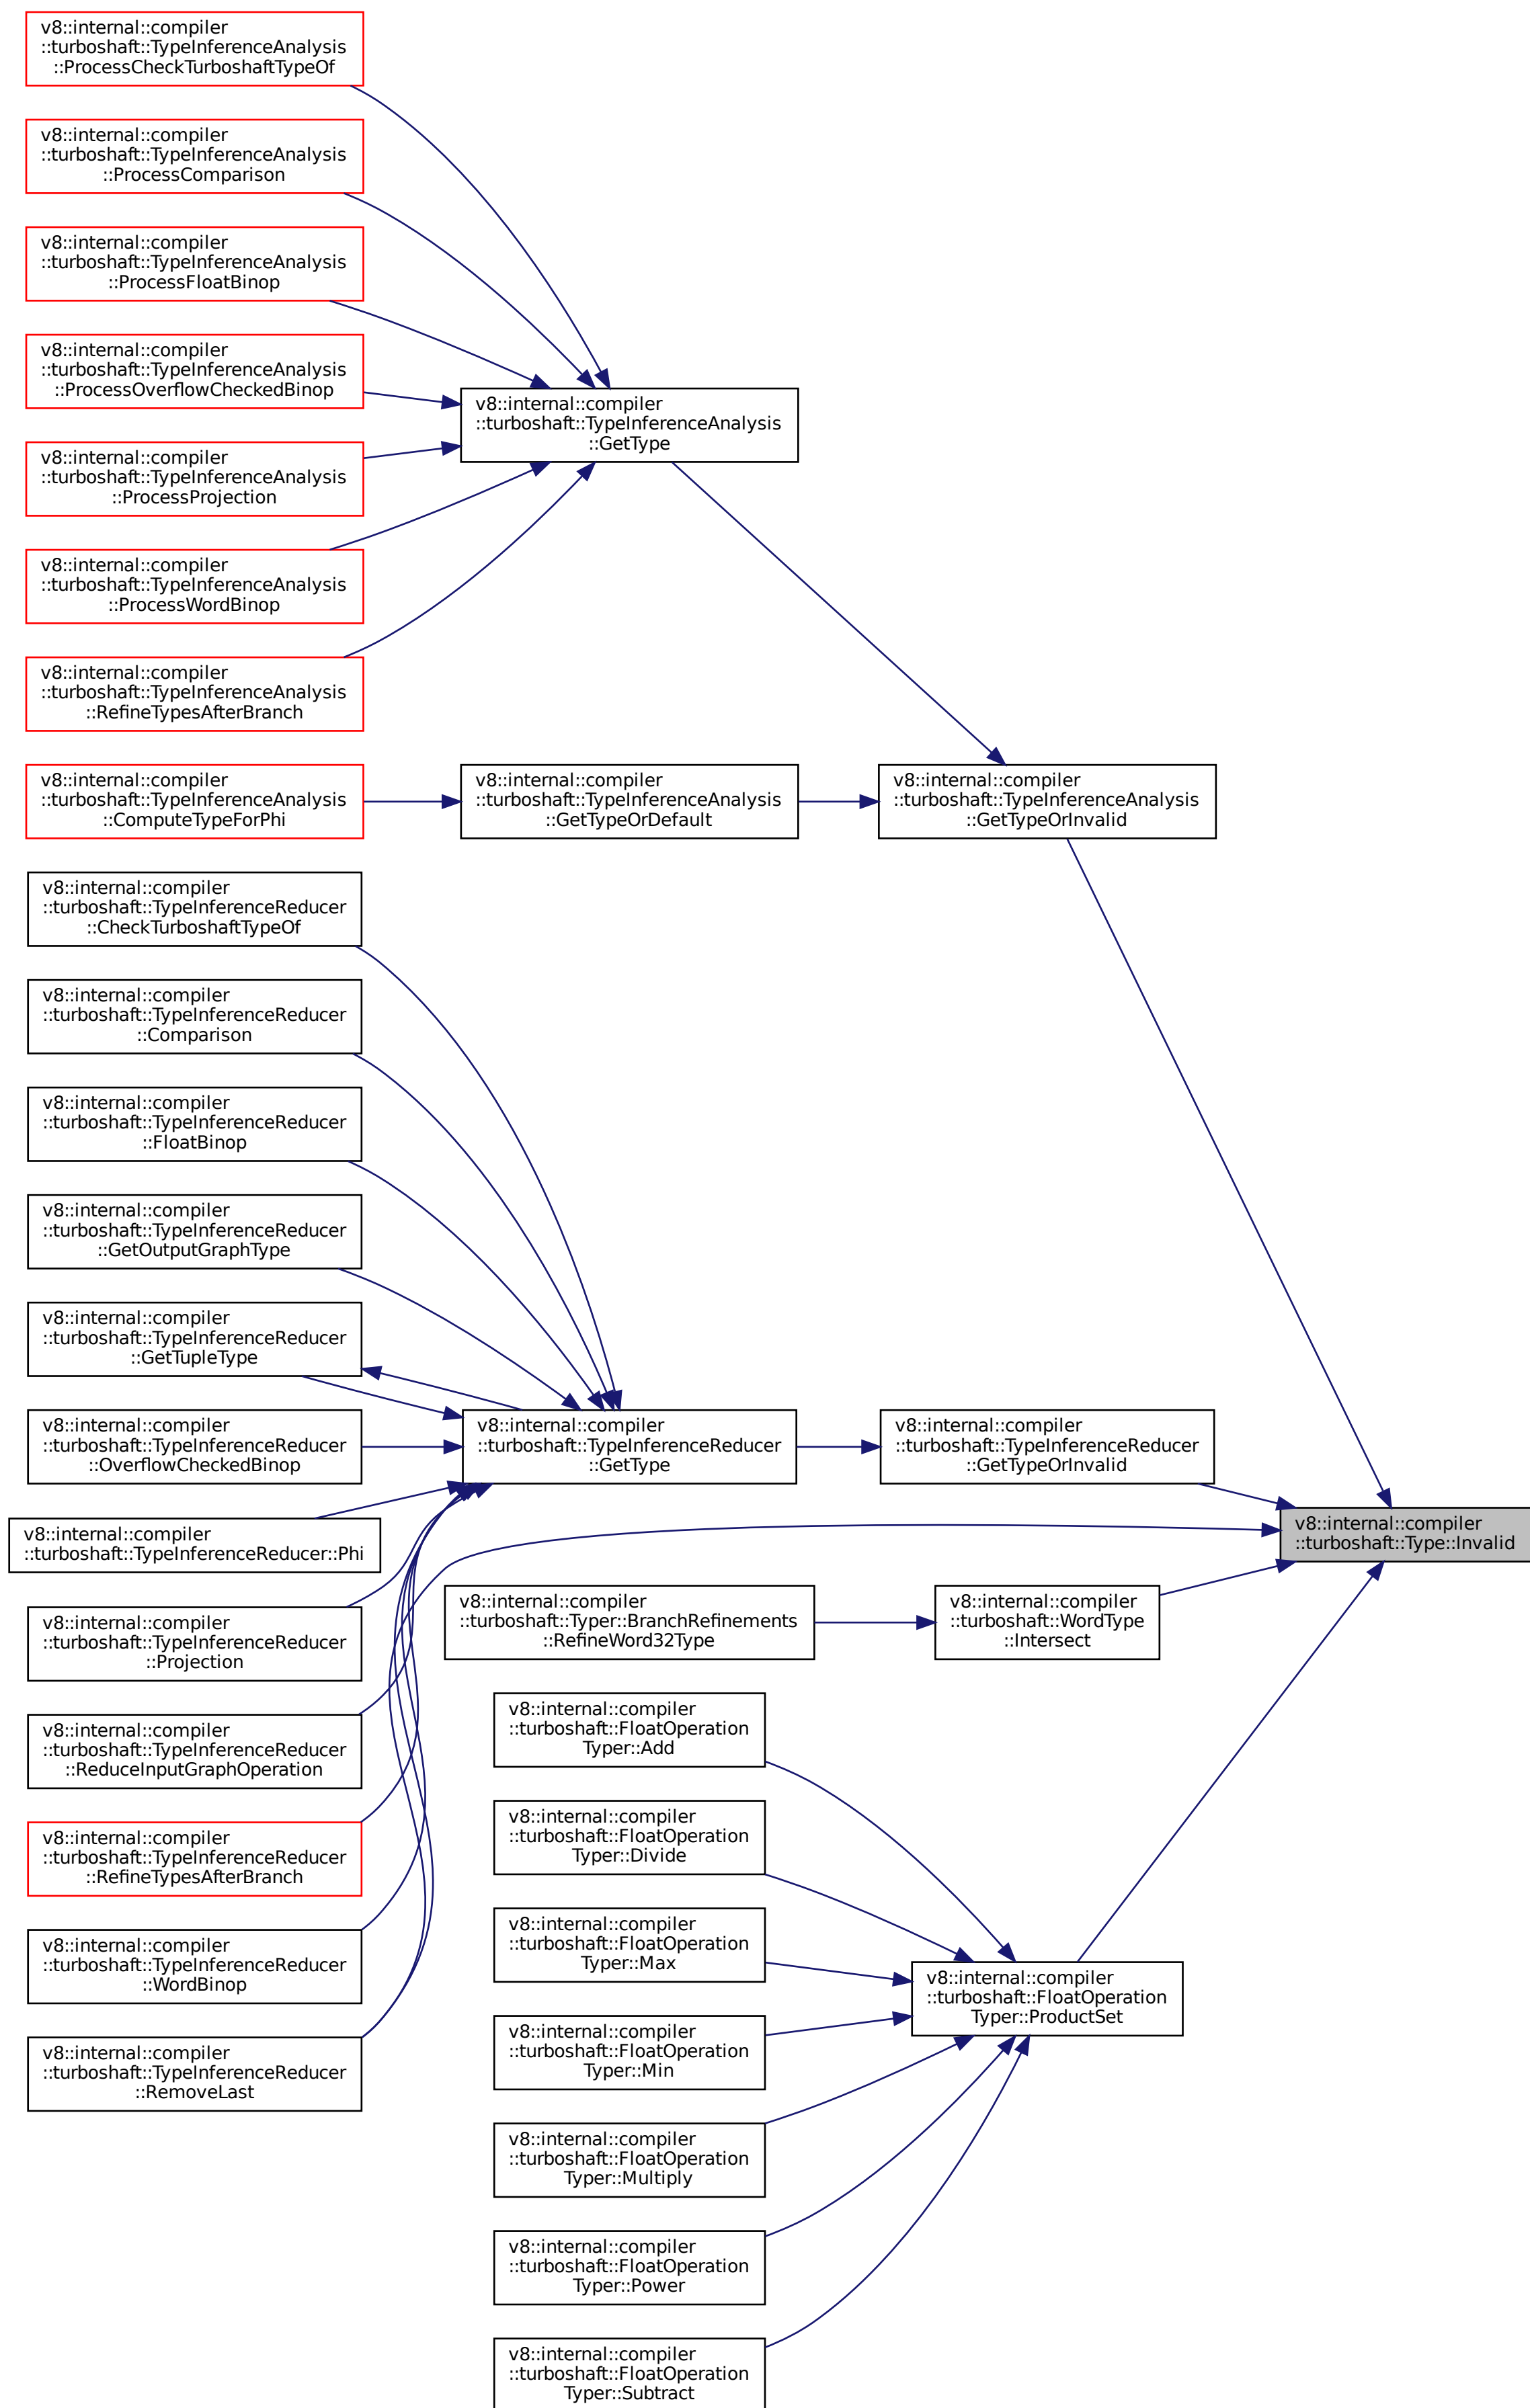 v8::internal::compiler
::turboshaft::TypeInferenceAnalysis
::ProcessCheckTurboshaftTypeOf
v8::internal::compiler
::turboshaft::TypeInferenceAnalysis
::ProcessComparison
v8::internal::compiler
::turboshaft::TypeInferenceAnalysis
::ProcessFloatBinop
v8::internal::compiler
::turboshaft::TypeInferenceAnalysis
::ProcessOverflowCheckedBinop
v8::internal::compiler
::turboshaft::TypeInferenceAnalysis
::GetType
v8::internal::compiler
::turboshaft::TypeInferenceAnalysis
::ProcessProjection
v8::internal::compiler
::turboshaft::TypeInferenceAnalysis
::ProcessWordBinop
v8::internal::compiler
::turboshaft::TypeInferenceAnalysis
::RefineTypesAfterBranch
v8::internal::compiler
::turboshaft::TypeInferenceAnalysis
::ComputeTypeForPhi
v8::internal::compiler
::turboshaft::TypeInferenceAnalysis
::GetTypeOrDefault
v8::internal::compiler
::turboshaft::TypeInferenceAnalysis
::GetTypeOrInvalid
v8::internal::compiler
::turboshaft::TypeInferenceReducer
::CheckTurboshaftTypeOf
v8::internal::compiler
::turboshaft::TypeInferenceReducer
::Comparison
v8::internal::compiler
::turboshaft::TypeInferenceReducer
::FloatBinop
v8::internal::compiler
::turboshaft::TypeInferenceReducer
::GetOutputGraphType
v8::internal::compiler
::turboshaft::TypeInferenceReducer
::GetTupleType
v8::internal::compiler
::turboshaft::TypeInferenceReducer
::OverflowCheckedBinop
v8::internal::compiler
::turboshaft::TypeInferenceReducer
::GetType
v8::internal::compiler
::turboshaft::TypeInferenceReducer
::GetTypeOrInvalid
v8::internal::compiler
::turboshaft::Type::Invalid
v8::internal::compiler
::turboshaft::TypeInferenceReducer::Phi
v8::internal::compiler
::turboshaft::Typer::BranchRefinements
::RefineWord32Type
v8::internal::compiler
::turboshaft::WordType
::Intersect
v8::internal::compiler
::turboshaft::TypeInferenceReducer
::Projection
v8::internal::compiler
::turboshaft::FloatOperation
Typer::Add
v8::internal::compiler
::turboshaft::TypeInferenceReducer
::ReduceInputGraphOperation
v8::internal::compiler
::turboshaft::FloatOperation
Typer::Divide
v8::internal::compiler
::turboshaft::TypeInferenceReducer
::RefineTypesAfterBranch
v8::internal::compiler
::turboshaft::FloatOperation
Typer::Max
v8::internal::compiler
::turboshaft::TypeInferenceReducer
::WordBinop
v8::internal::compiler
::turboshaft::FloatOperation
Typer::ProductSet
v8::internal::compiler
::turboshaft::FloatOperation
Typer::Min
v8::internal::compiler
::turboshaft::TypeInferenceReducer
::RemoveLast
v8::internal::compiler
::turboshaft::FloatOperation
Typer::Multiply
v8::internal::compiler
::turboshaft::FloatOperation
Typer::Power
v8::internal::compiler
::turboshaft::FloatOperation
Typer::Subtract